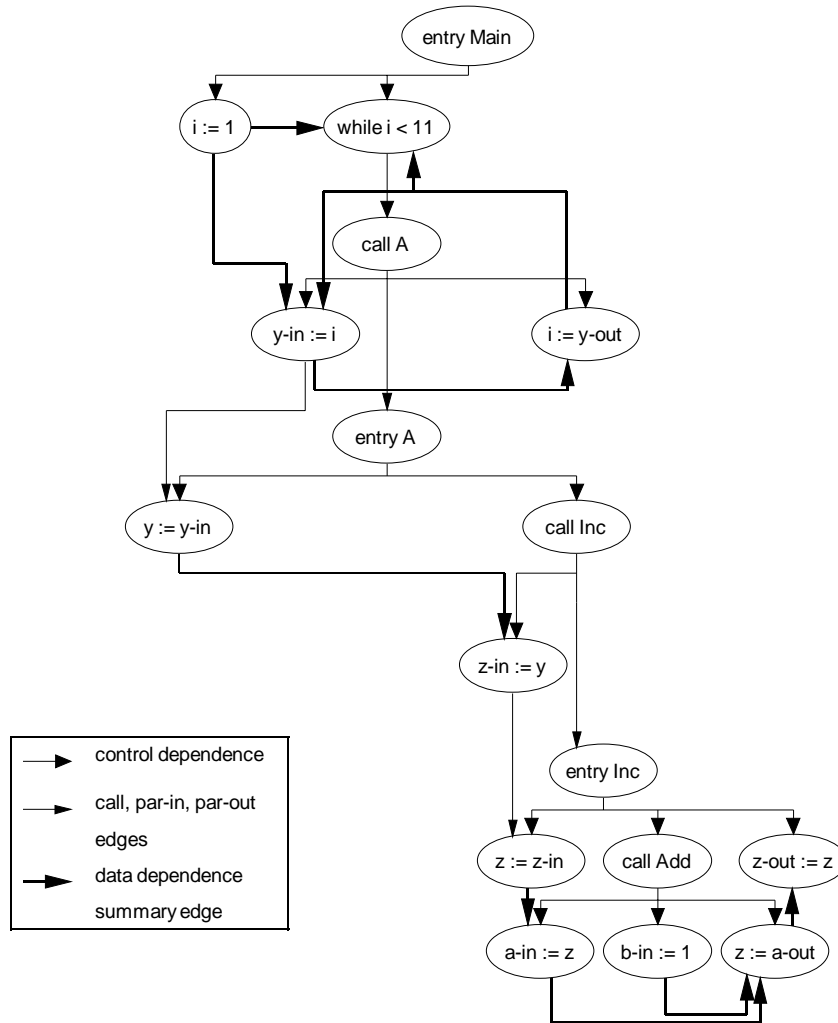 entry Main
i := 1
while i < 11
call A
y-in := i
i := y-out
entry A
y := y-in
call Inc
z-in := y
control dependence
call, par-in, par-out
edges
data dependence
summary edge
entry Inc
z := z-in
call Add
z-out := z
a-in := z
b-in := 1
z := a-out